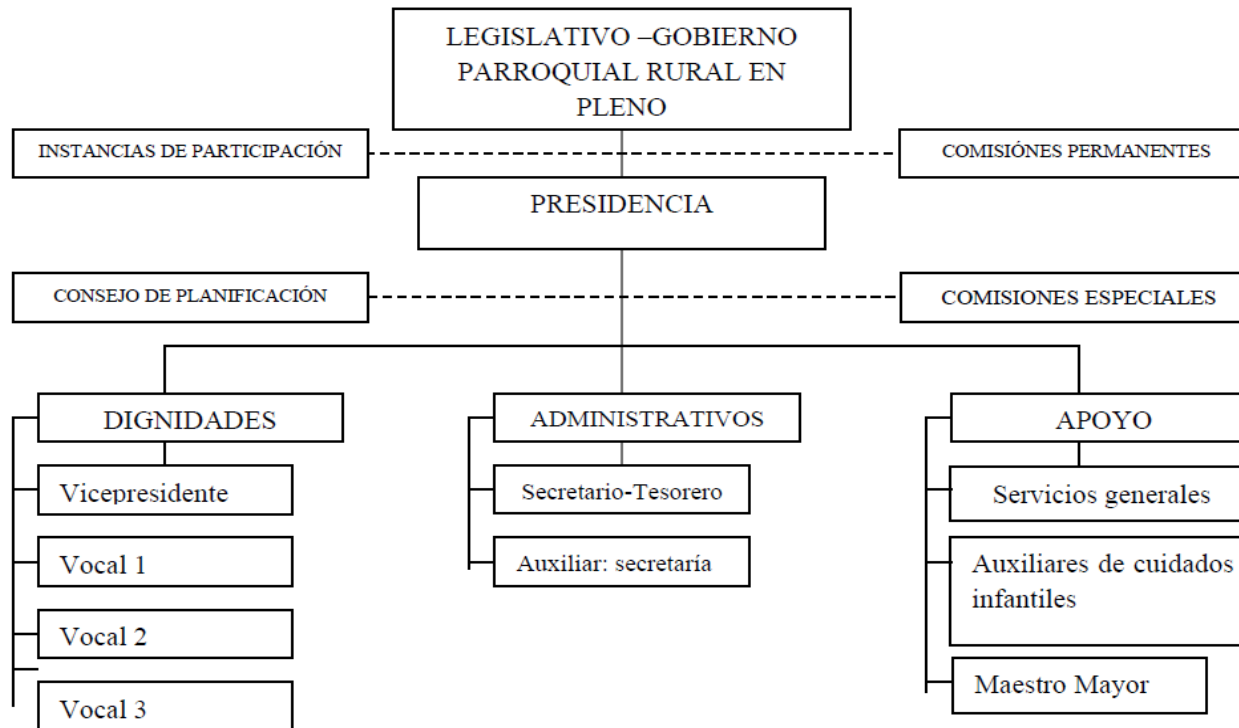 LEGISLATIVO –GOBIERNO
PARROQUIAL RURAL EN
PLENO
INSTANCIAS DE PARTICIPACIÓN
COMISIÓNES PERMANENTES
PRESIDENCIA
CONSEJO DE PLANIFICACIÓN
COMISIONES ESPECIALES
DIGNIDADES
ADMINISTRATIVOS
APOYO
Vicepresidente
Secretario-Tesorero
Servicios generales
Vocal 1
Auxiliar: secretaría
Auxiliares de cuidados
infantiles
Vocal 2
Maestro Mayor
Vocal 3